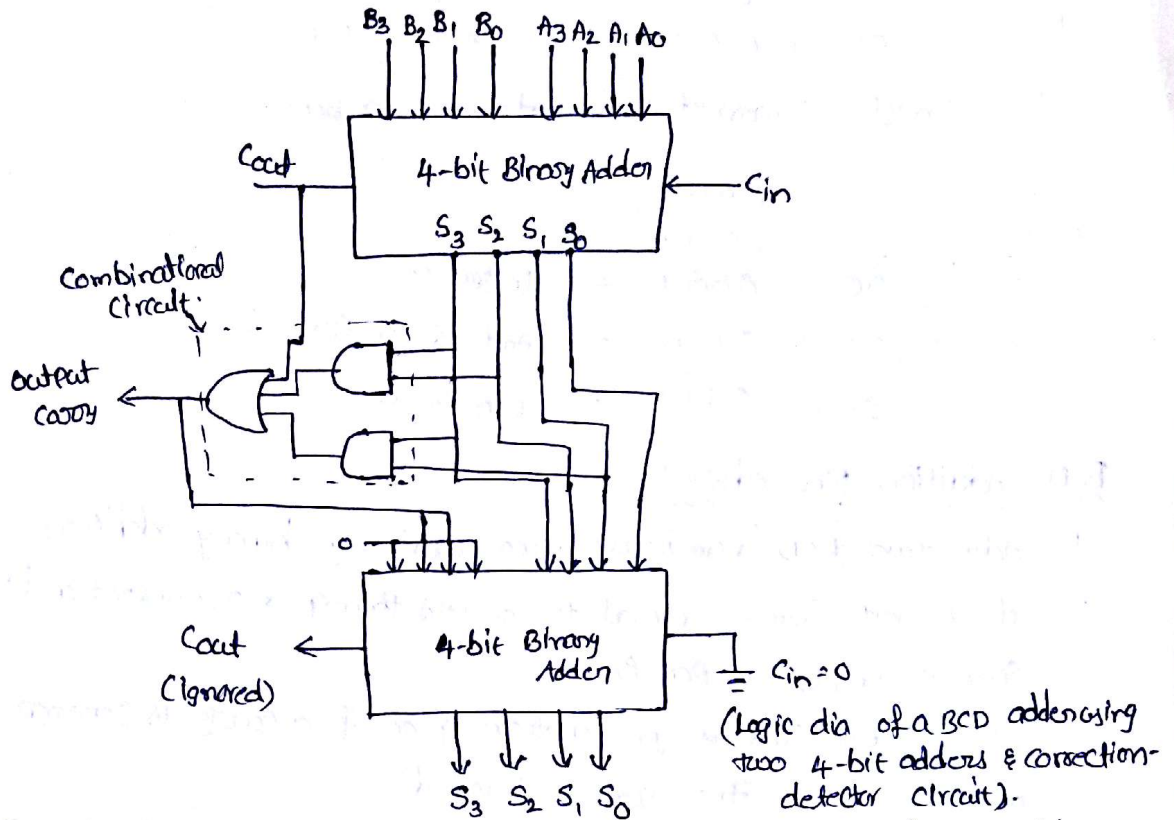 B3 B2 B1 B0 A3 A2 A1 A0
Cout
4-bit Binary Adder
Cin
S3 S2 S1 S0
Combinational
Circuit.
output
carry
0
Cout
(ignored)
4-bit Binary
Adder
Cin=0
S3 S2 S1 S0
(Logic dia of a BCD adder using
two 4-bit adders & correction-
detector circuit).